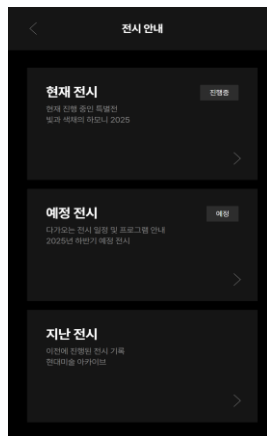 전시 안내
현재 전시
진행중
현재 진행 중인 특별전
빛과 색채의 하모니 2025
예정 전시
예정
다가오는 전시 일정 및 프로그램 안내
2025년 하반기 예정 전시
지난 전시
이전에 진행된 전시 기록
현대미술 아카이브